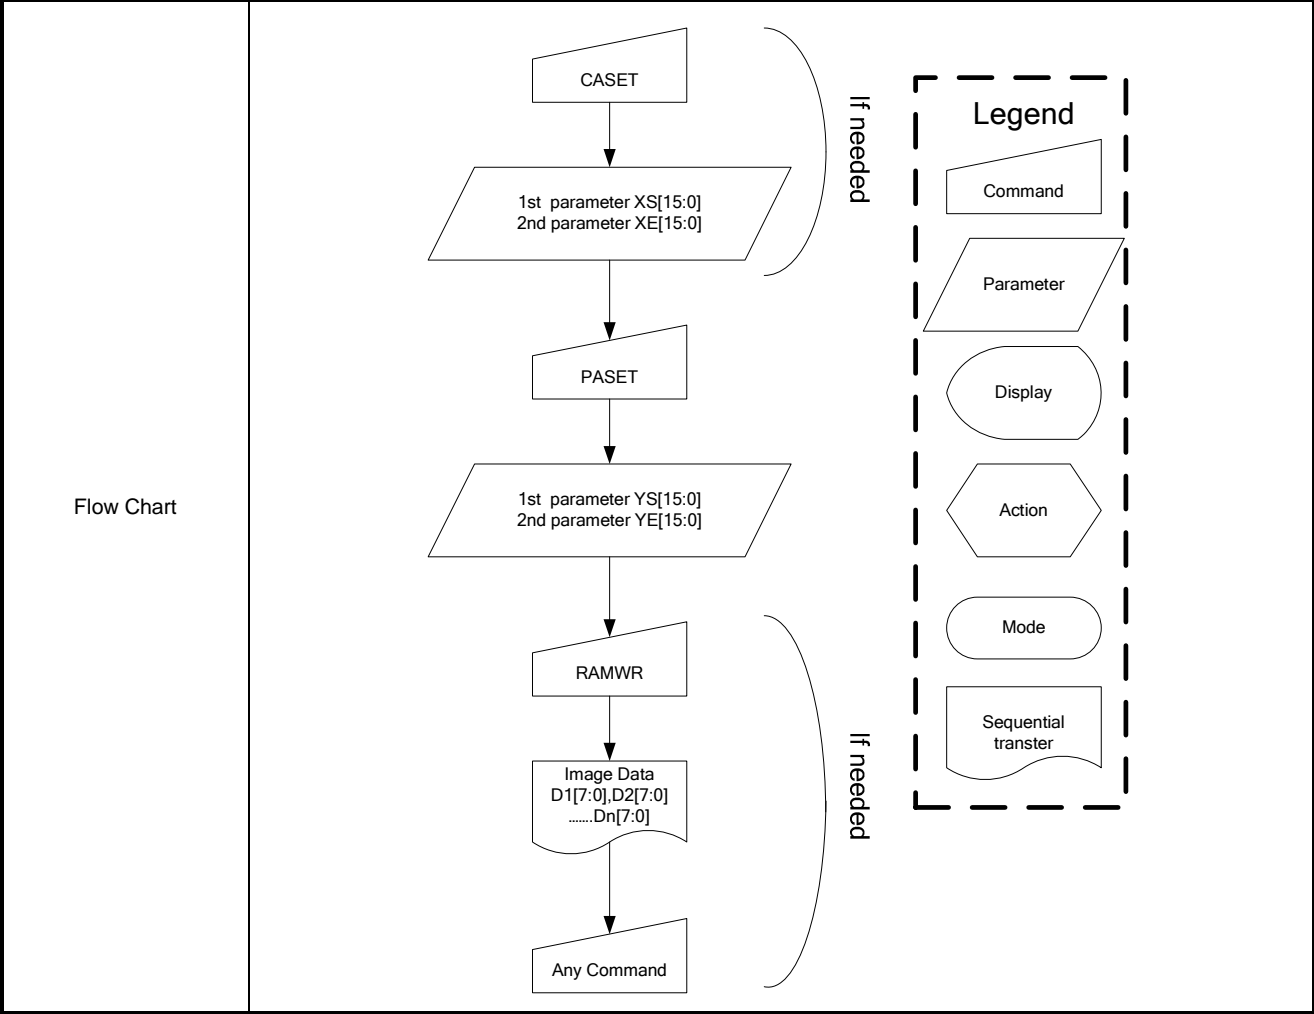 Flow Chart
CASET
1st parameter XS[15:0]
2nd parameter XE[15:0]
If needed
PASET
1st parameter YS[15:0]
2nd parameter YE[15:0]
RAMWR
Image Data
D1[7:0],D2[7:0]
.......Dn[7:0]
Any Command
If needed
Legend
Command
Parameter
Display
Action
Mode
Sequential
transter